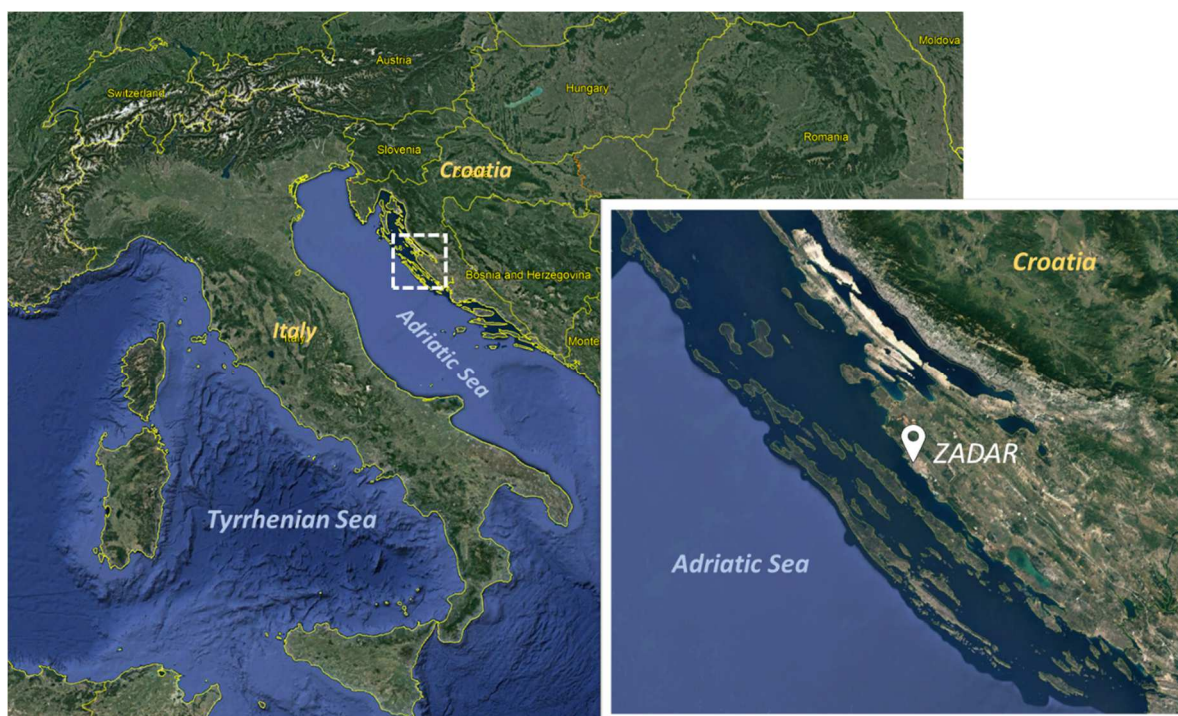 Moldova
Austria
Switzerland
Hungary
Romania
Slovenia
Croatia
Bosnia and Herzegovina
Italy
Adriatic Sea
Monte
Tyrrhenian Sea
Croatia
ZADAR
Adriatic Sea